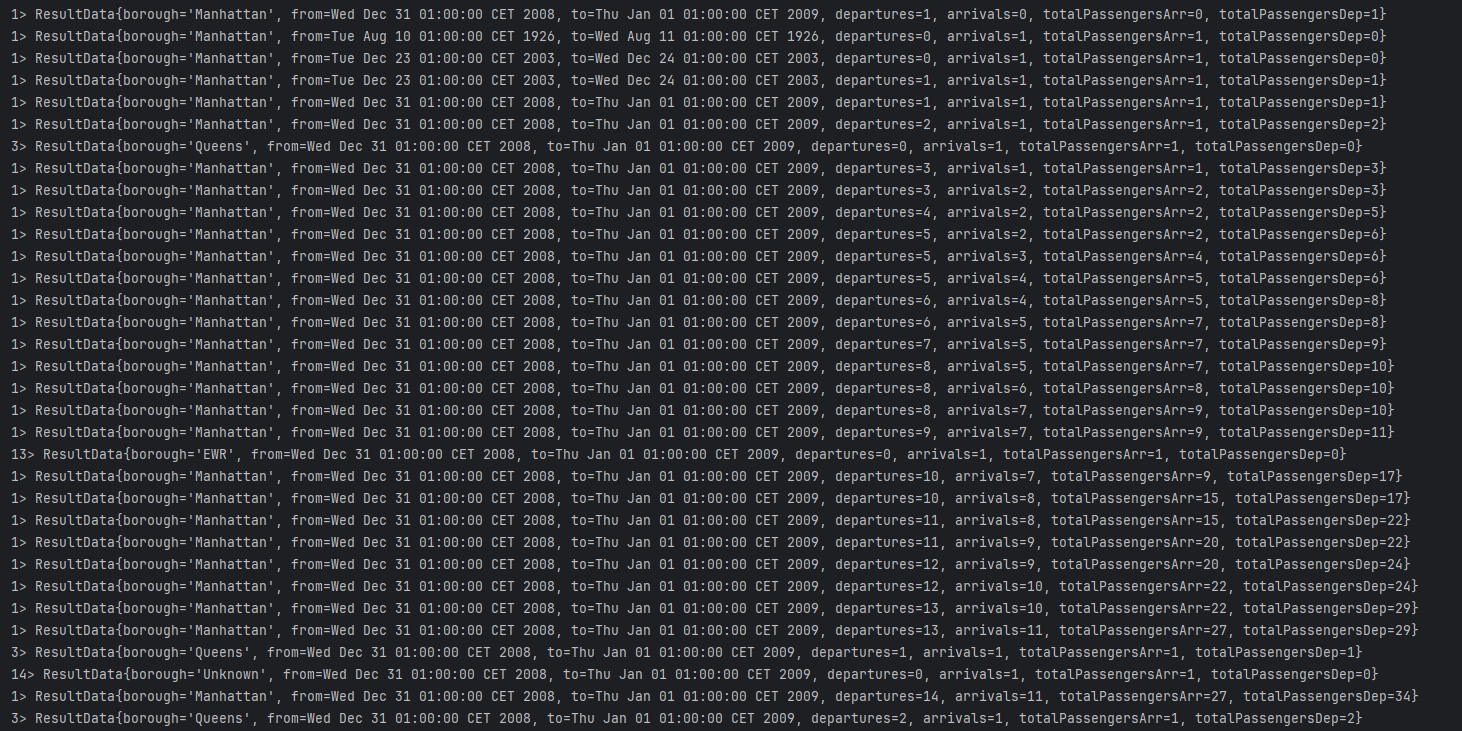 1> ResultData{borough='Manhattan', from=Wed Dec 31 01:00:00 CET 2008, to=Thu Jan 01 01:00:00 CET 2009, departures=1, arrivals=0, totalPassengersArr=0, totalPassengersDep=1}
1> ResultData{borough='Manhattan', from=Tue Aug 10 01:00:00 CET 1926, to=Wed Aug 11 01:00:00 CET 1926, departures=0, arrivals=1, totalPassengersArr=1, totalPassengersDep=0}
1> ResultData{borough='Manhattan', from=Tue Dec 23 01:00:00 CET 2003, to=Wed Dec 24 01:00:00 CET 2003, departures=0, arrivals=1, totalPassengersArr=1, totalPassengersDep=0}
1> ResultData{borough='Manhattan', from=Tue Dec 23 01:00:00 CET 2003, to=Wed Dec 24 01:00:00 CET 2003, departures=1, arrivals=1, totalPassengersArr=1, totalPassengersDep=1}
1> ResultData{borough='Manhattan', from=Wed Dec 31 01:00:00 CET 2008, to=Thu Jan 01 01:00:00 CET 2009, departures=1, arrivals=1, totalPassengersArr=1, totalPassengersDep=1}
1> ResultData{borough='Manhattan', from=Wed Dec 31 01:00:00 CET 2008, to=Thu Jan 01 01:00:00 CET 2009, departures=2, arrivals=1, totalPassengersArr=1, totalPassengersDep=2}
3> ResultData{borough='Queens', from=Wed Dec 31 01:00:00 CET 2008, to=Thu Jan 01 01:00:00 CET 2009, departures=0, arrivals=1, totalPassengersArr=1, totalPassengersDep=0}
1> ResultData{borough='Manhattan', from=Wed Dec 31 01:00:00 CET 2008, to=Thu Jan 01 01:00:00 CET 2009, departures=3, arrivals=1, totalPassengersArr=1, totalPassengersDep=3}
1> ResultData{borough='Manhattan', from=Wed Dec 31 01:00:00 CET 2008, to=Thu Jan 01 01:00:00 CET 2009, departures=3, arrivals=2, totalPassengersArr=2, totalPassengersDep=3}
1> ResultData{borough='Manhattan', from=Wed Dec 31 01:00:00 CET 2008, to=Thu Jan 01 01:00:00 CET 2009, departures=4, arrivals=2, totalPassengersArr=2, totalPassengersDep=5}
1> ResultData{borough='Manhattan', from=Wed Dec 31 01:00:00 CET 2008, to=Thu Jan 01 01:00:00 CET 2009, departures=5, arrivals=2, totalPassengersArr=2, totalPassengersDep=6}
1> ResultData{borough='Manhattan', from=Wed Dec 31 01:00:00 CET 2008, to=Thu Jan 01 01:00:00 CET 2009, departures=5, arrivals=3, totalPassengersArr=4, totalPassengersDep=6}
1> ResultData{borough='Manhattan', from=Wed Dec 31 01:00:00 CET 2008, to=Thu Jan 01 01:00:00 CET 2009, departures=5, arrivals=4, totalPassengersArr=5, totalPassengersDep=6}
1> ResultData{borough='Manhattan', from=Wed Dec 31 01:00:00 CET 2008, to=Thu Jan 01 01:00:00 CET 2009, departures=6, arrivals=4, totalPassengersArr=5, totalPassengersDep=8}
1> ResultData{borough='Manhattan', from=Wed Dec 31 01:00:00 CET 2008, to=Thu Jan 01 01:00:00 CET 2009, departures=6, arrivals=5, totalPassengersArr=7, totalPassengersDep=8}
1> ResultData{borough='Manhattan', from=Wed Dec 31 01:00:00 CET 2008, to=Thu Jan 01 01:00:00 CET 2009, departures=7, arrivals=5, totalPassengersArr=7, totalPassengersDep=9}
1> ResultData{borough='Manhattan', from=Wed Dec 31 01:00:00 CET 2008, to=Thu Jan 01 01:00:00 CET 2009, departures=8, arrivals=5, totalPassengersArr=7, totalPassengersDep=10}
1> ResultData{borough='Manhattan', from=Wed Dec 31 01:00:00 CET 2008, to=Thu Jan 01 01:00:00 CET 2009, departures=8, arrivals=6, totalPassengersArr=8, totalPassengersDep=10}
1> ResultData{borough='Manhattan', from=Wed Dec 31 01:00:00 CET 2008, to=Thu Jan 01 01:00:00 CET 2009, departures=8, arrivals=7, totalPassengersArr=9, totalPassengersDep=10}
1> ResultData{borough='Manhattan', from=Wed Dec 31 01:00:00 CET 2008, to=Thu Jan 01 01:00:00 CET 2009, departures=9, arrivals=7, totalPassengersArr=9, totalPassengersDep=11}
13> ResultData{borough='EWR', from=Wed Dec 31 01:00:00 CET 2008, to=Thu Jan 01 01:00:00 CET 2009, departures=0, arrivals=1, totalPassengersArr=1, totalPassengersDep=0}
1> ResultData{borough='Manhattan', from=Wed Dec 31 01:00:00 CET 2008, to=Thu Jan 01 01:00:00 CET 2009, departures=10, arrivals=7, totalPassengersArr=9, totalPassengersDep=17}
1> ResultData{borough='Manhattan', from=Wed Dec 31 01:00:00 CET 2008, to=Thu Jan 01 01:00:00 CET 2009, departures=10, arrivals=8, totalPassengersArr=15, totalPassengersDep=17}
1> ResultData{borough='Manhattan', from=Wed Dec 31 01:00:00 CET 2008, to=Thu Jan 01 01:00:00 CET 2009, departures=11, arrivals=8, totalPassengersArr=15, totalPassengersDep=22}
1> ResultData{borough='Manhattan', from=Wed Dec 31 01:00:00 CET 2008, to=Thu Jan 01 01:00:00 CET 2009, departures=11, arrivals=9, totalPassengersArr=20, totalPassengersDep=22}
1> ResultData{borough='Manhattan', from=Wed Dec 31 01:00:00 CET 2008, to=Thu Jan 01 01:00:00 CET 2009, departures=12, arrivals=9, totalPassengersArr=20, totalPassengersDep=24}
1> ResultData{borough='Manhattan', from=Wed Dec 31 01:00:00 CET 2008, to=Thu Jan 01 01:00:00 CET 2009, departures=12, arrivals=10, totalPassengersArr=22, totalPassengersDep=24}
1> ResultData{borough='Manhattan', from=Wed Dec 31 01:00:00 CET 2008, to=Thu Jan 01 01:00:00 CET 2009, departures=13, arrivals=10, totalPassengersArr=22, totalPassengersDep=29}
1> ResultData{borough='Manhattan', from=Wed Dec 31 01:00:00 CET 2008, to=Thu Jan 01 01:00:00 CET 2009, departures=13, arrivals=11, totalPassengersArr=27, totalPassengersDep=29}
3> ResultData{borough='Queens', from=Wed Dec 31 01:00:00 CET 2008, to=Thu Jan 01 01:00:00 CET 2009, departures=1, arrivals=1, totalPassengersArr=1, totalPassengersDep=1}
14> ResultData{borough='Unknown', from=Wed Dec 31 01:00:00 CET 2008, to=Thu Jan 01 01:00:00 CET 2009, departures=0, arrivals=1, totalPassengersArr=1, totalPassengersDep=0}
1> ResultData{borough='Manhattan', from=Wed Dec 31 01:00:00 CET 2008, to=Thu Jan 01 01:00:00 CET 2009, departures=14, arrivals=11, totalPassengersArr=27, totalPassengersDep=34}
3> ResultData{borough='Queens', from=Wed Dec 31 01:00:00 CET 2008, to=Thu Jan 01 01:00:00 CET 2009, departures=2, arrivals=1, totalPassengersArr=1, totalPassengersDep=2}